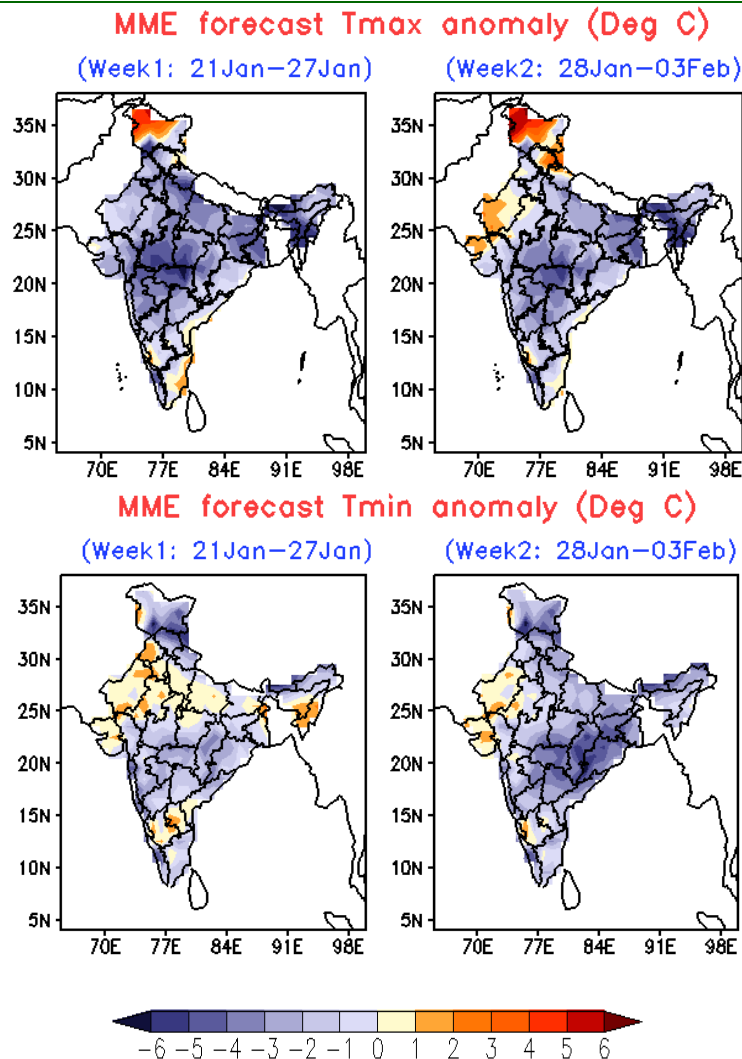 MME forecast Tmax anomaly (Deg C)
(Week1: 21Jan−27Jan) (Week2: 28Jan−03Feb)
35N 35N
30N 30N
25N 25N
20N 20N
15N 15N
10N 10N
5N 5N
70E 77E 84E 91E 98E 70E 77E 84E 91E 98E
MME forecast Tmin anomaly (Deg C)
(Week1: 21Jan−27Jan) (Week2: 28Jan−03Feb)
35N 35N
30N 30N
25N 25N
20N 20N
15N 15N
10N 10N
5N 5N
70E 77E 84E 91E 98E 70E 77E 84E 91E 98E
−6 −5 −4 −3 −2 −1 0 1 2 3 4 5 6